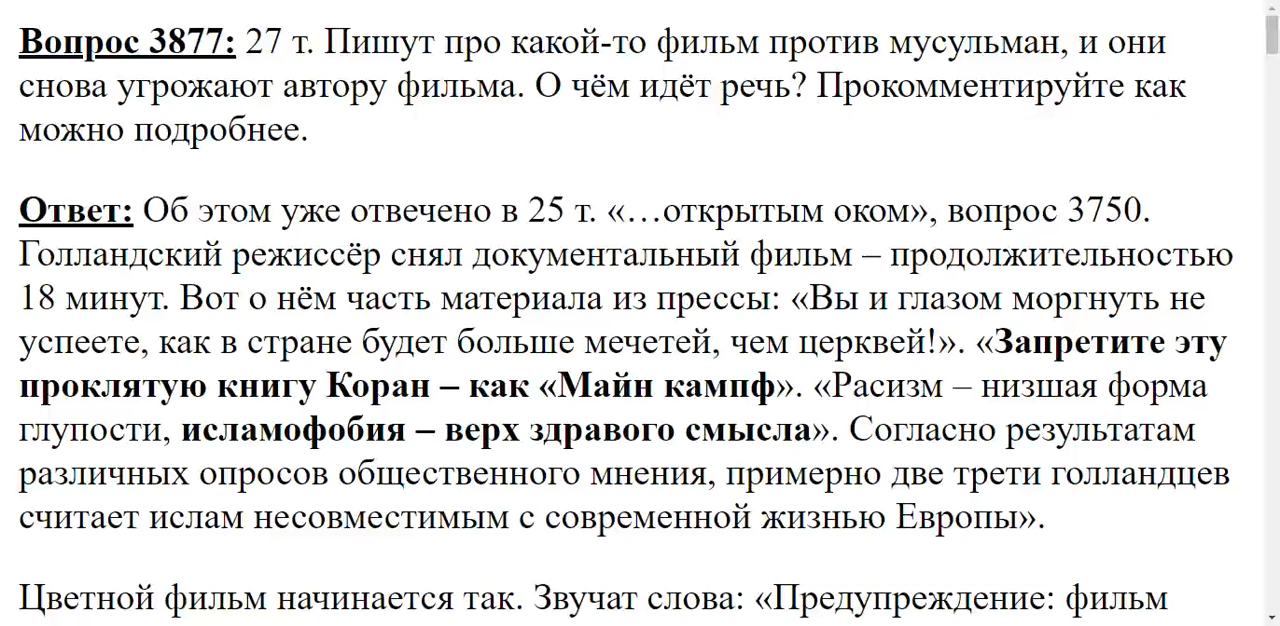 Вопрос 3877: 27 т. Пишут про какой-то фильм против мусульман, и они
снова угрожают автору фильма. О чём идёт речь? Прокомментируйте как
можно подробнее.
Ответ: Об этом уже отвечено в 25 т. «…открытым оком», вопрос 3750.
Голландский режиссёр снял документальный фильм – продолжительностью
18 минут. Вот о нём часть материала из прессы: «Вы и глазом моргнуть не
успеете, как в стране будет больше мечетей, чем церквей!». «Запретите эту
проклятую книгу Коран – как «Майн кампф». «Расизм – низшая форма
глупости, исламофобия – верх здравого смысла». Согласно результатам
различных опросов общественного мнения, примерно две трети голландцев
считает ислам несовместимым с современной жизнью Европы».
Цветной фильм начинается так. Звучат слова: «Предупреждение: фильм